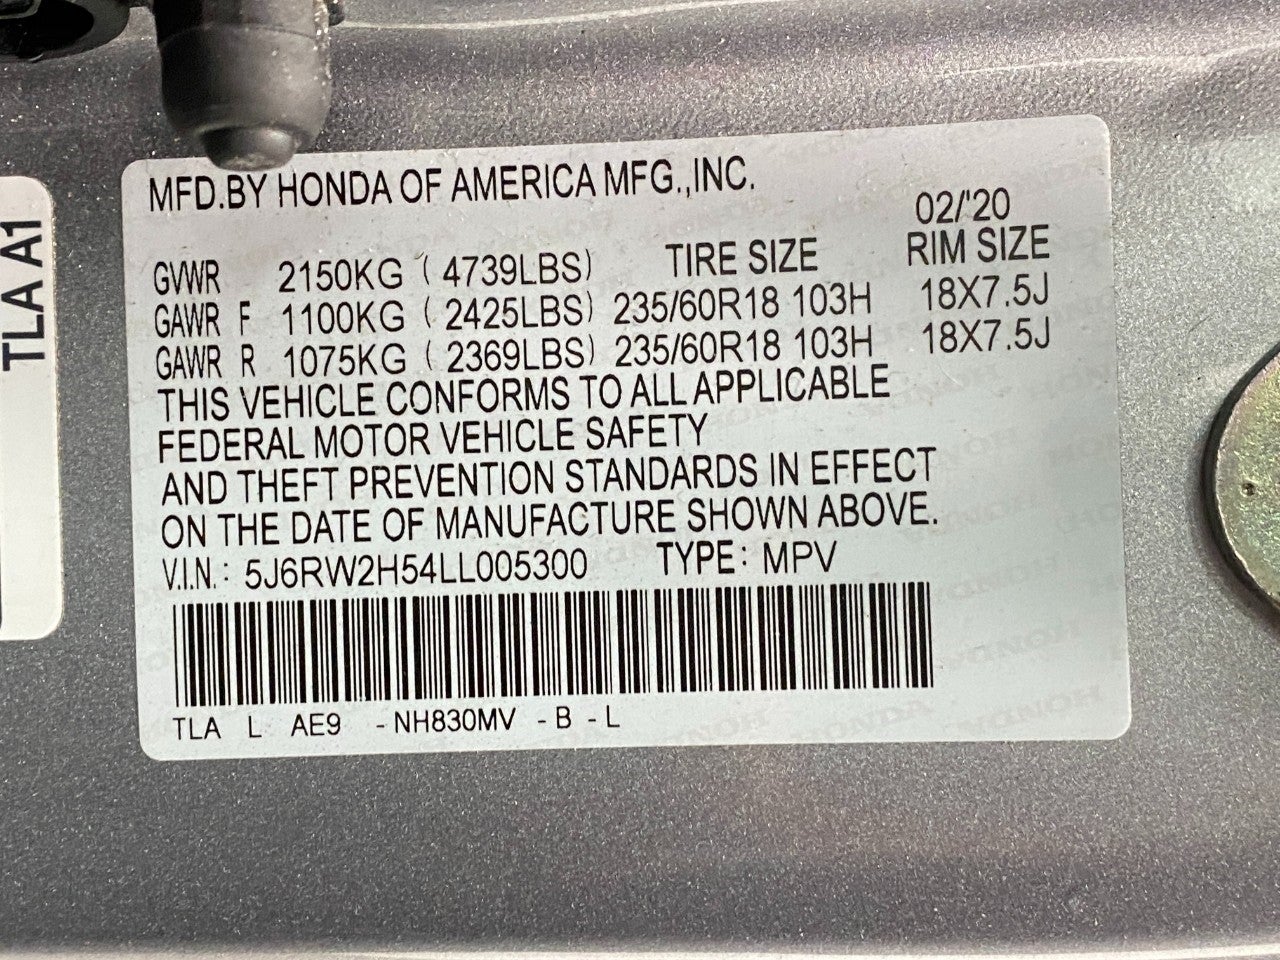 TLA A1
MFD.BY HONDA OF AMERICA MFG.,INC.
02/'20
TIRE SIZE RIM SIZE
GVWR 2150KG ( 4739LBS)
GAWR F 1100KG ( 2425LBS) 235/60R18 103H 18X7.5J
GAWR R 1075KG ( 2369LBS) 235/60R18 103H 18X7.5J
THIS VEHICLE CONFORMS TO ALL APPLICABLE
FEDERAL MOTOR VEHICLE SAFETY
AND THEFT PREVENTION STANDARDS IN EFFECT
ON THE DATE OF MANUFACTURE SHOWN ABOVE.
V.I.N.: 5J6RW2H54LL005300 TYPE: MPV
TLA L AE9 -NH830MV -B -L